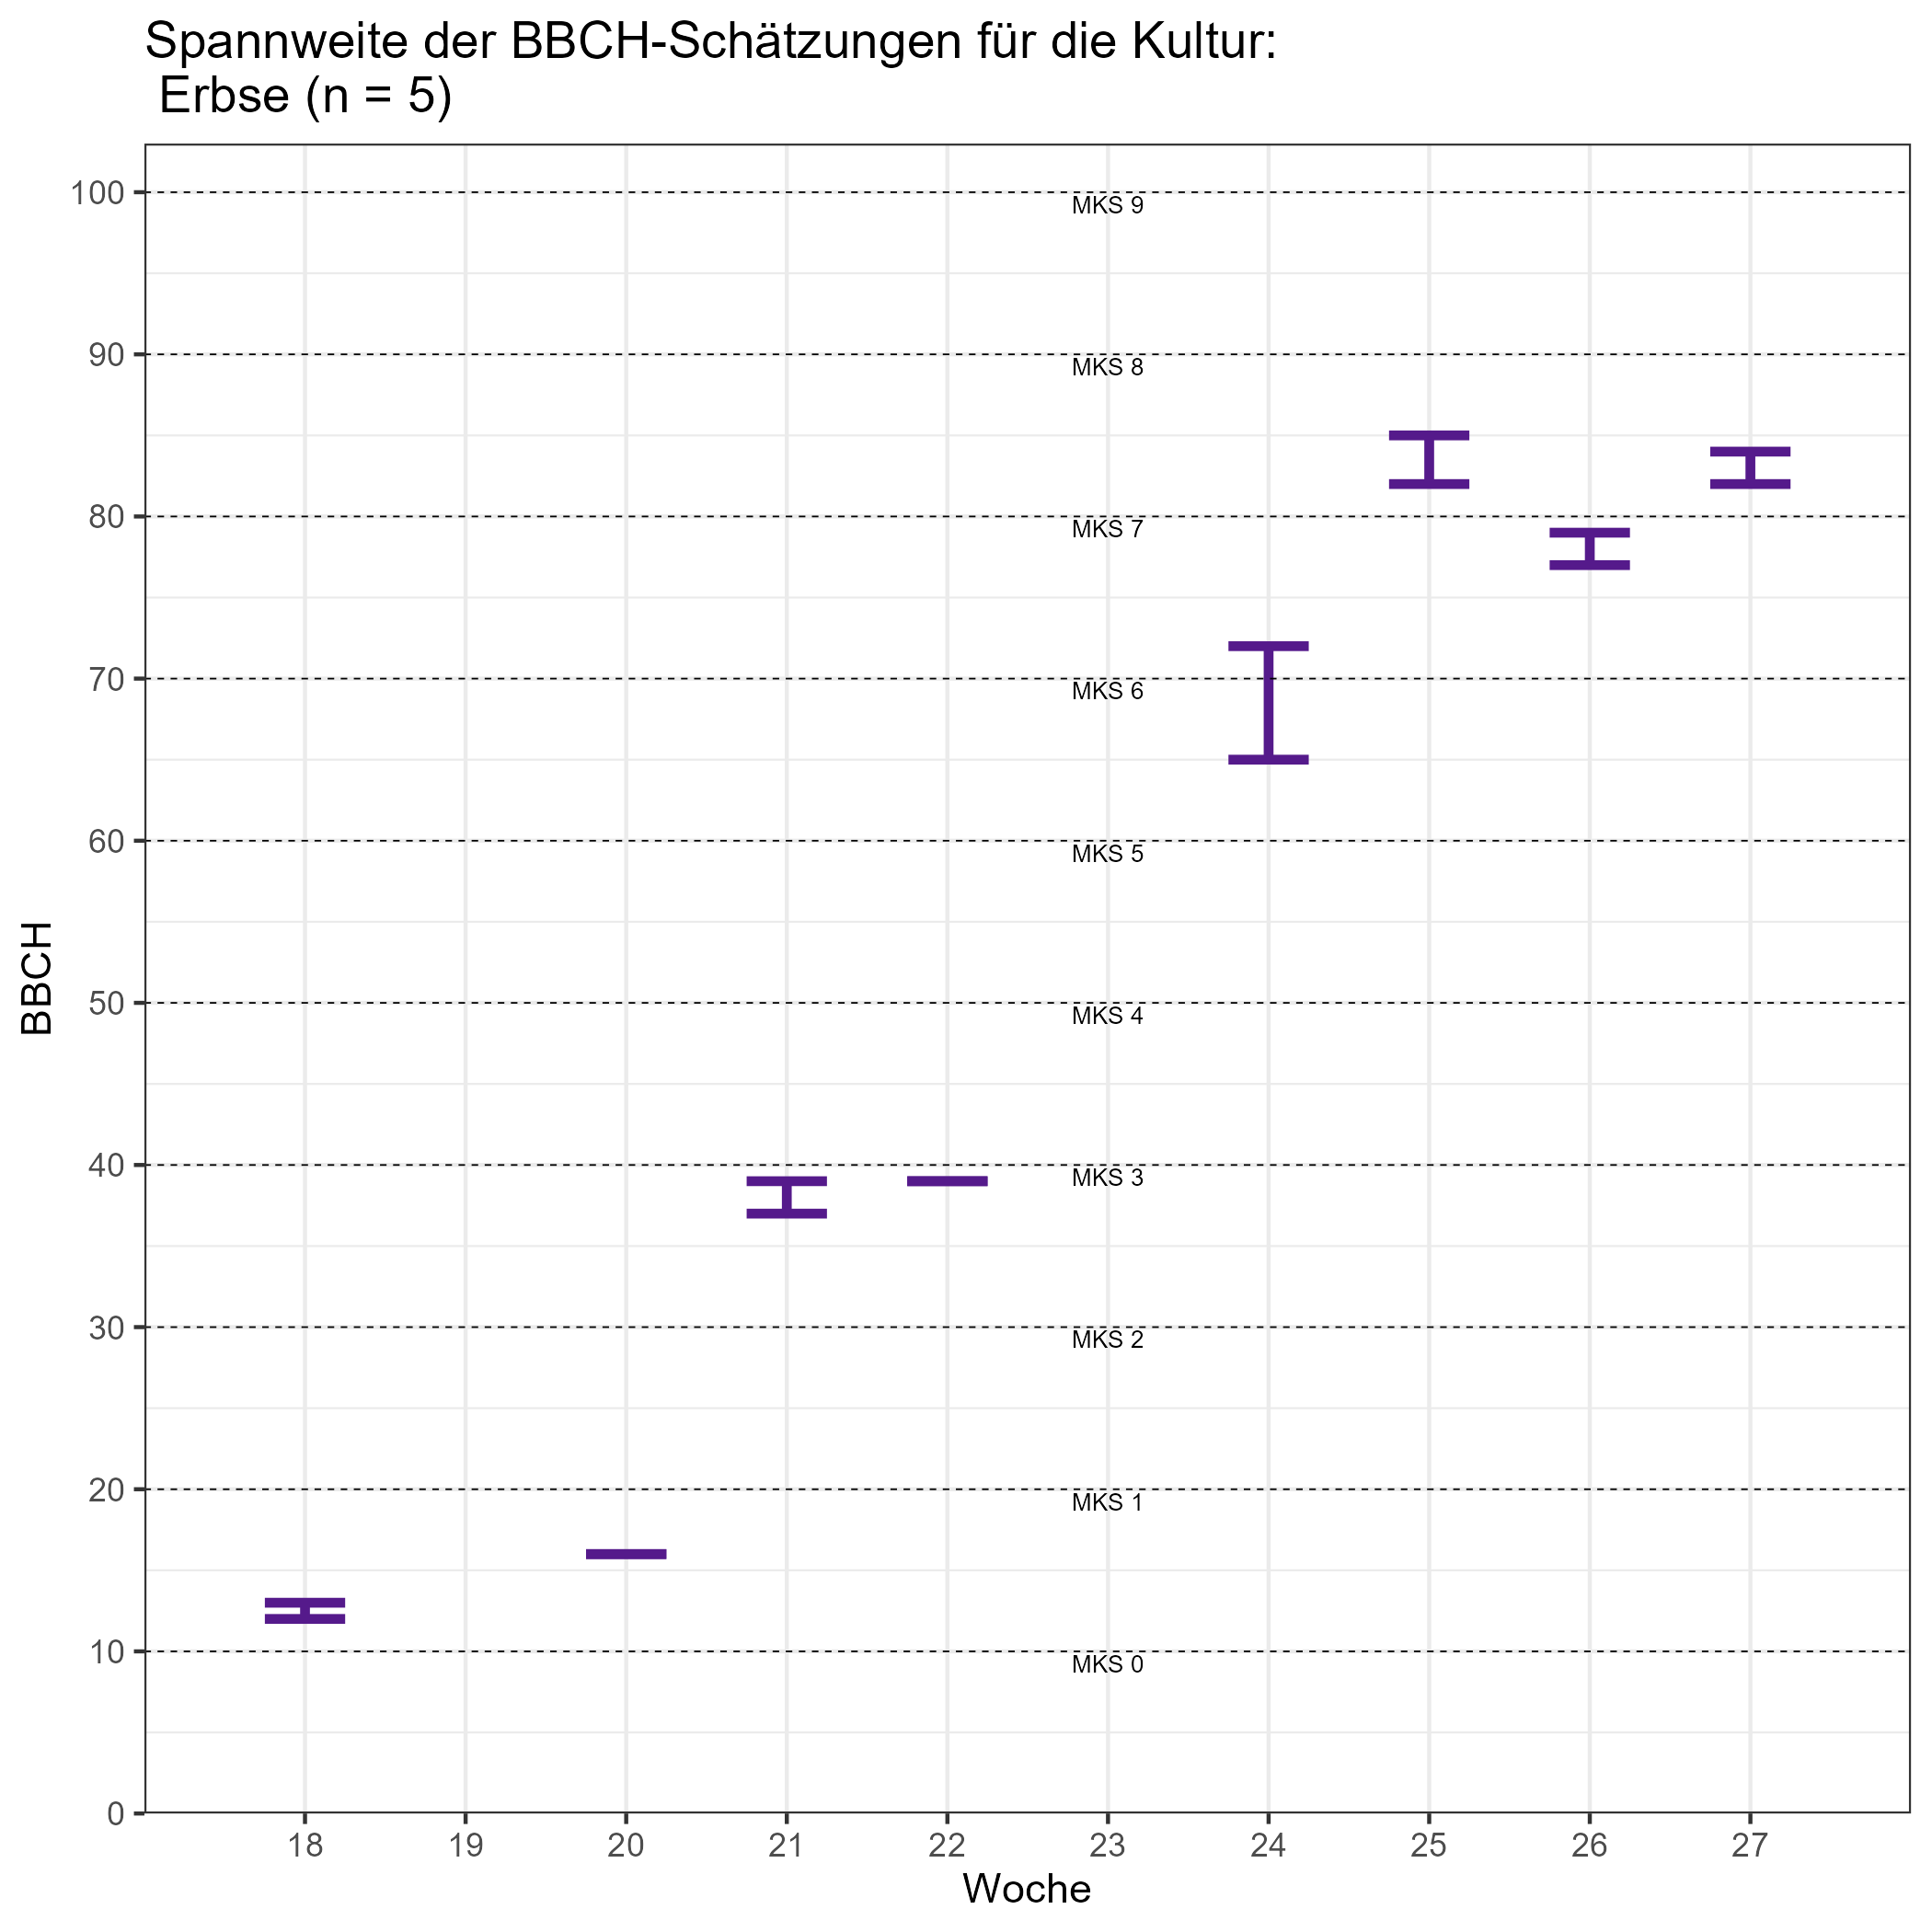 Spannweite der BBCH-Schätzungen für die Kultur:
Erbse (n = 5)
100
MKS 9
90
MKS 8
80
MKS 7
70
MKS 6
60
MKS 5
BBCH
50
MKS 4
40
MKS 3
30
MKS 2
20
MKS 1
10
MKS 0
0
18 19 20 21 22 23 24 25 26 27
Woche